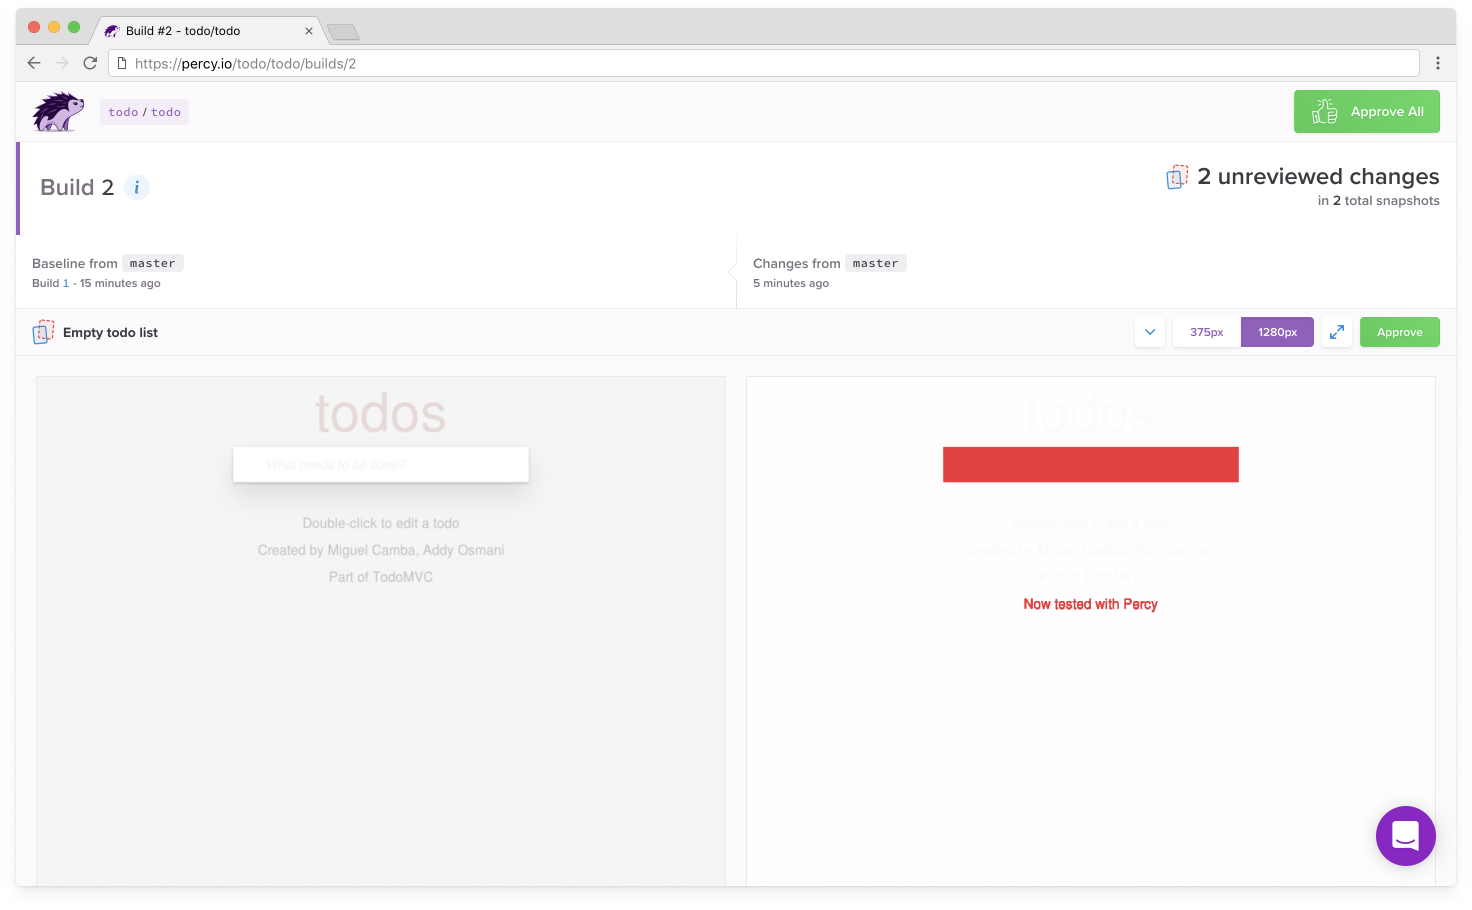 Build #2 - todo/todo
https://percy.io/todo/todo/builds/2
todo / todo
Approve All
Build 2 i
2 unreviewed changes
in 2 total snapshots
Baseline from master
Build 1 - 15 minutes ago
Changes from master
5 minutes ago
Empty todo list
375px
1280px
Approve
todos
What needs to be done?
Double-click to edit a todo
Created by Miguel Camba, Addy Osmani
Part of TodoMVC
todos
Double-click to edit a todo
Created by Miguel Camba, Addy Osmani
Part of TodoMVC
Now tested with Percy